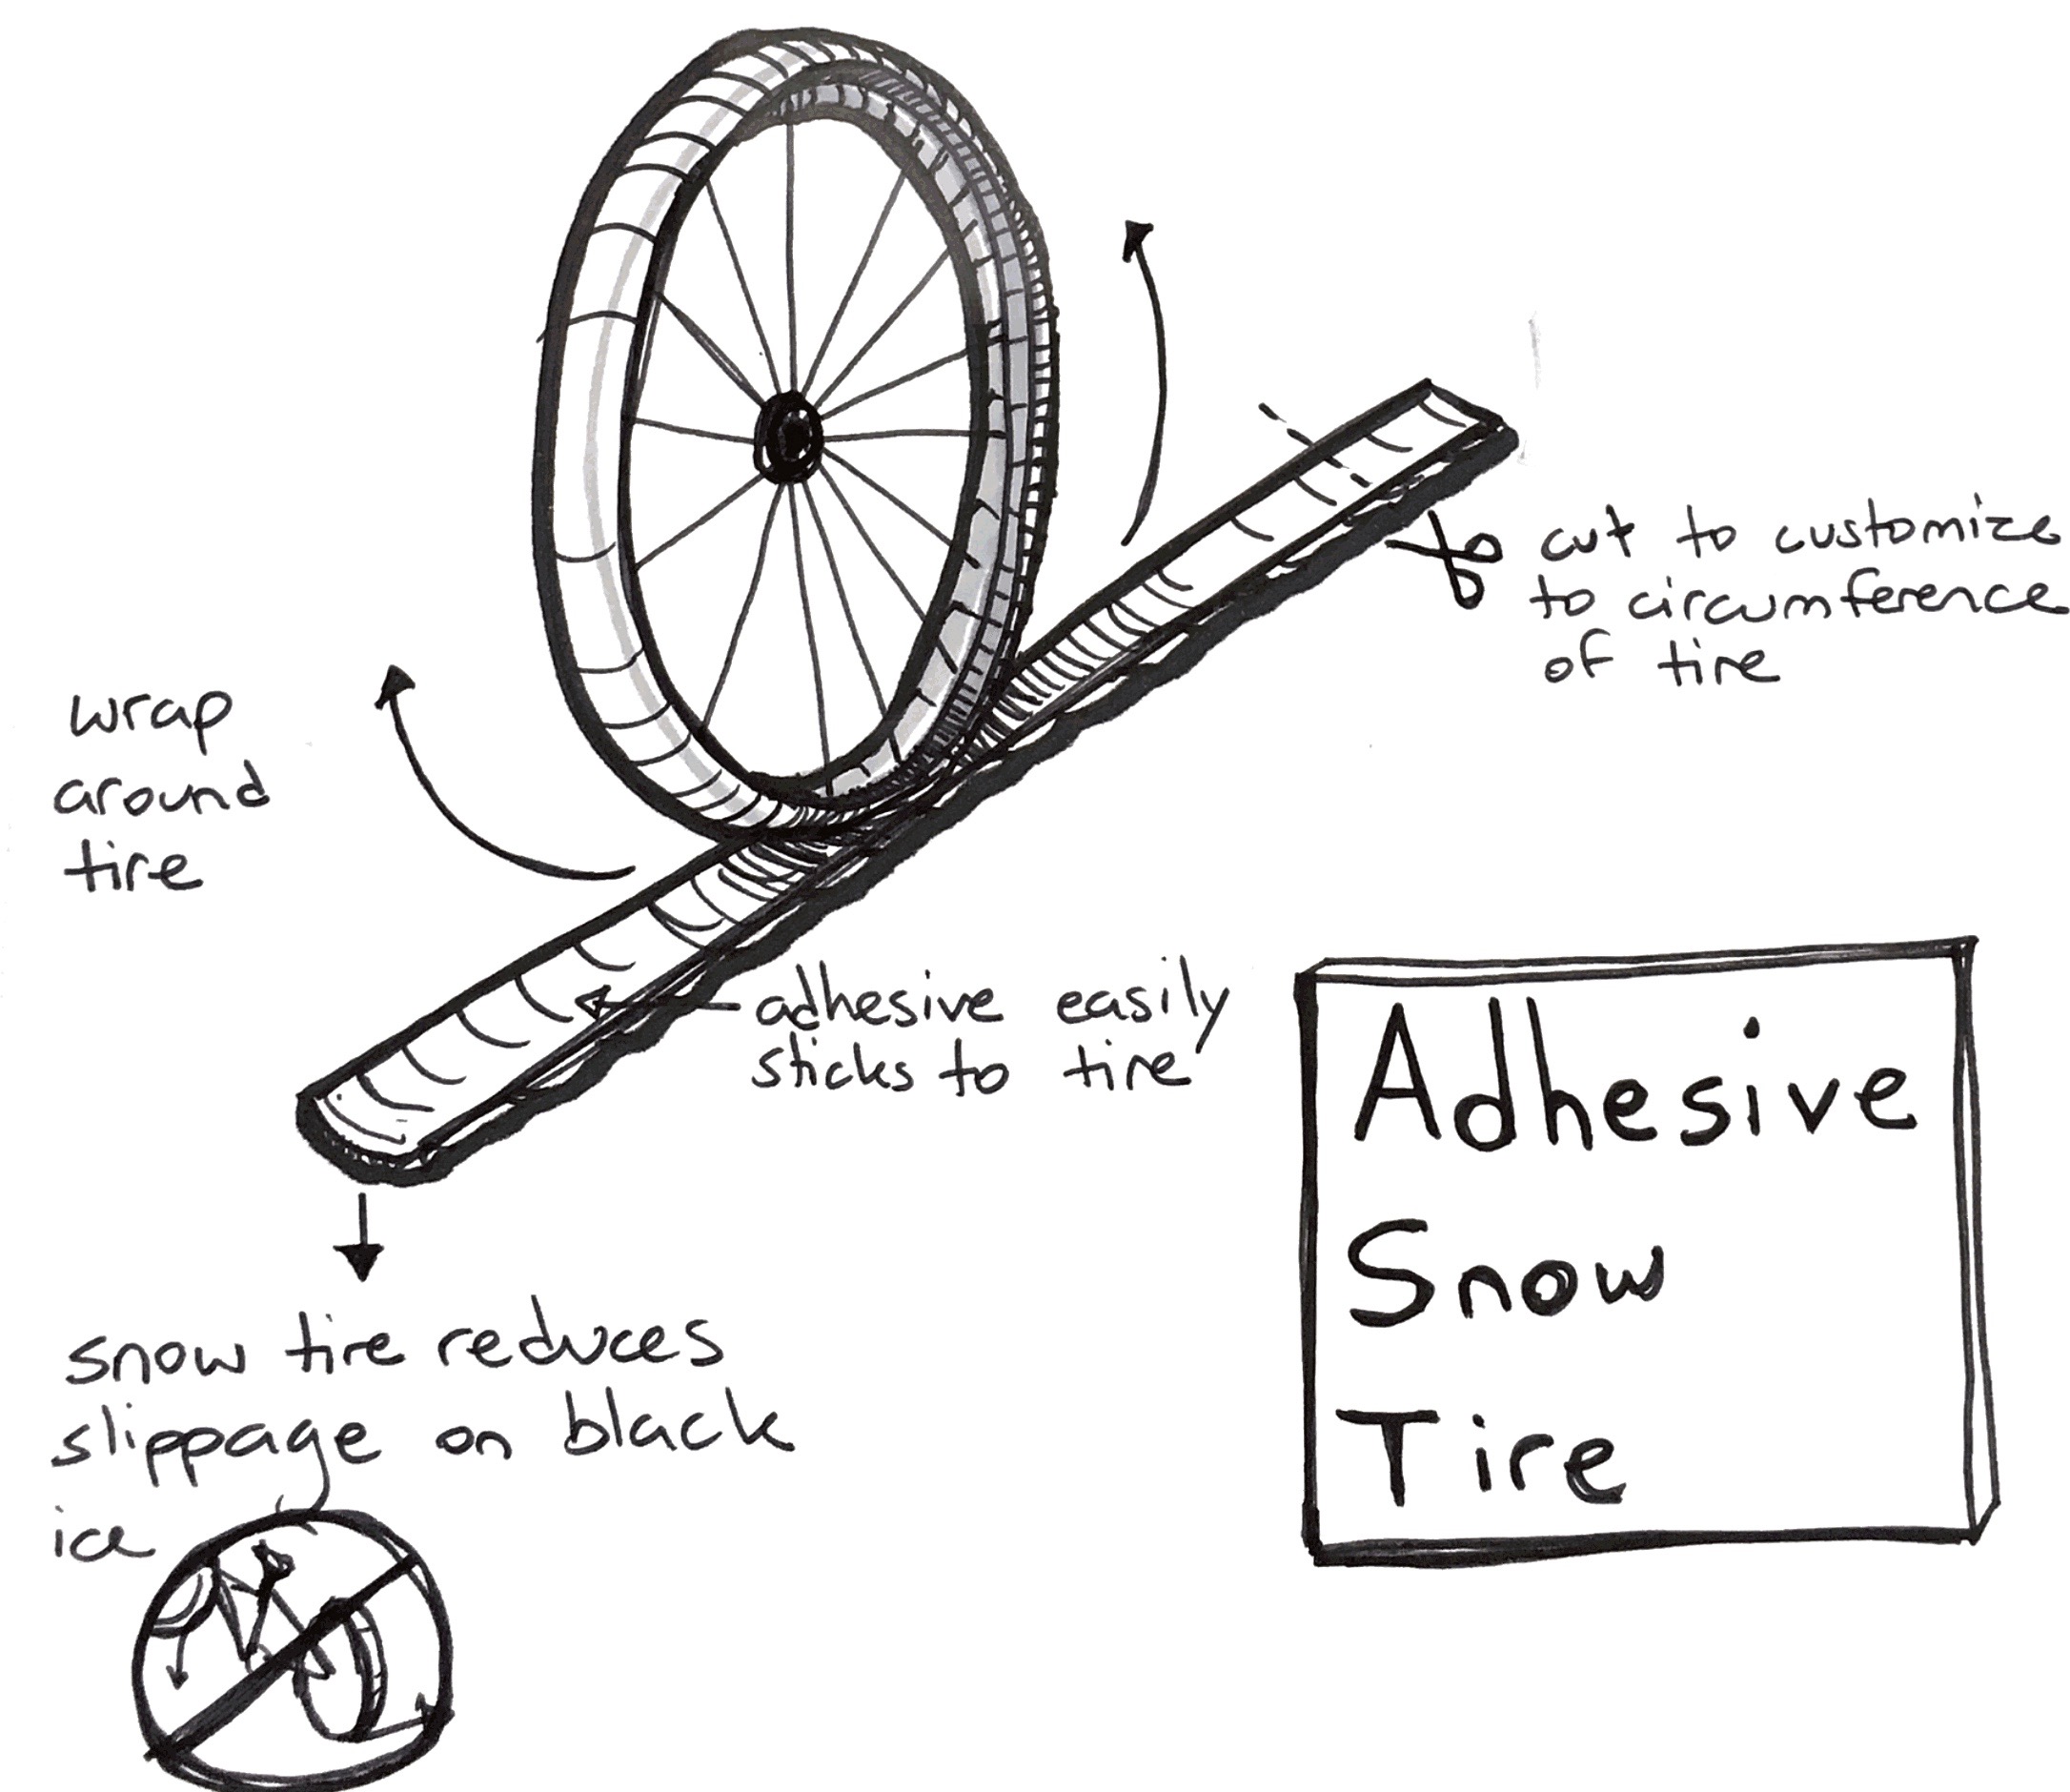 cut to customize
to circumference
of tire
wrap
around
tire
adhesive easily
sticks to tire
snow tire reduces
slippage on black
ice
Adhesive
Snow
Tire